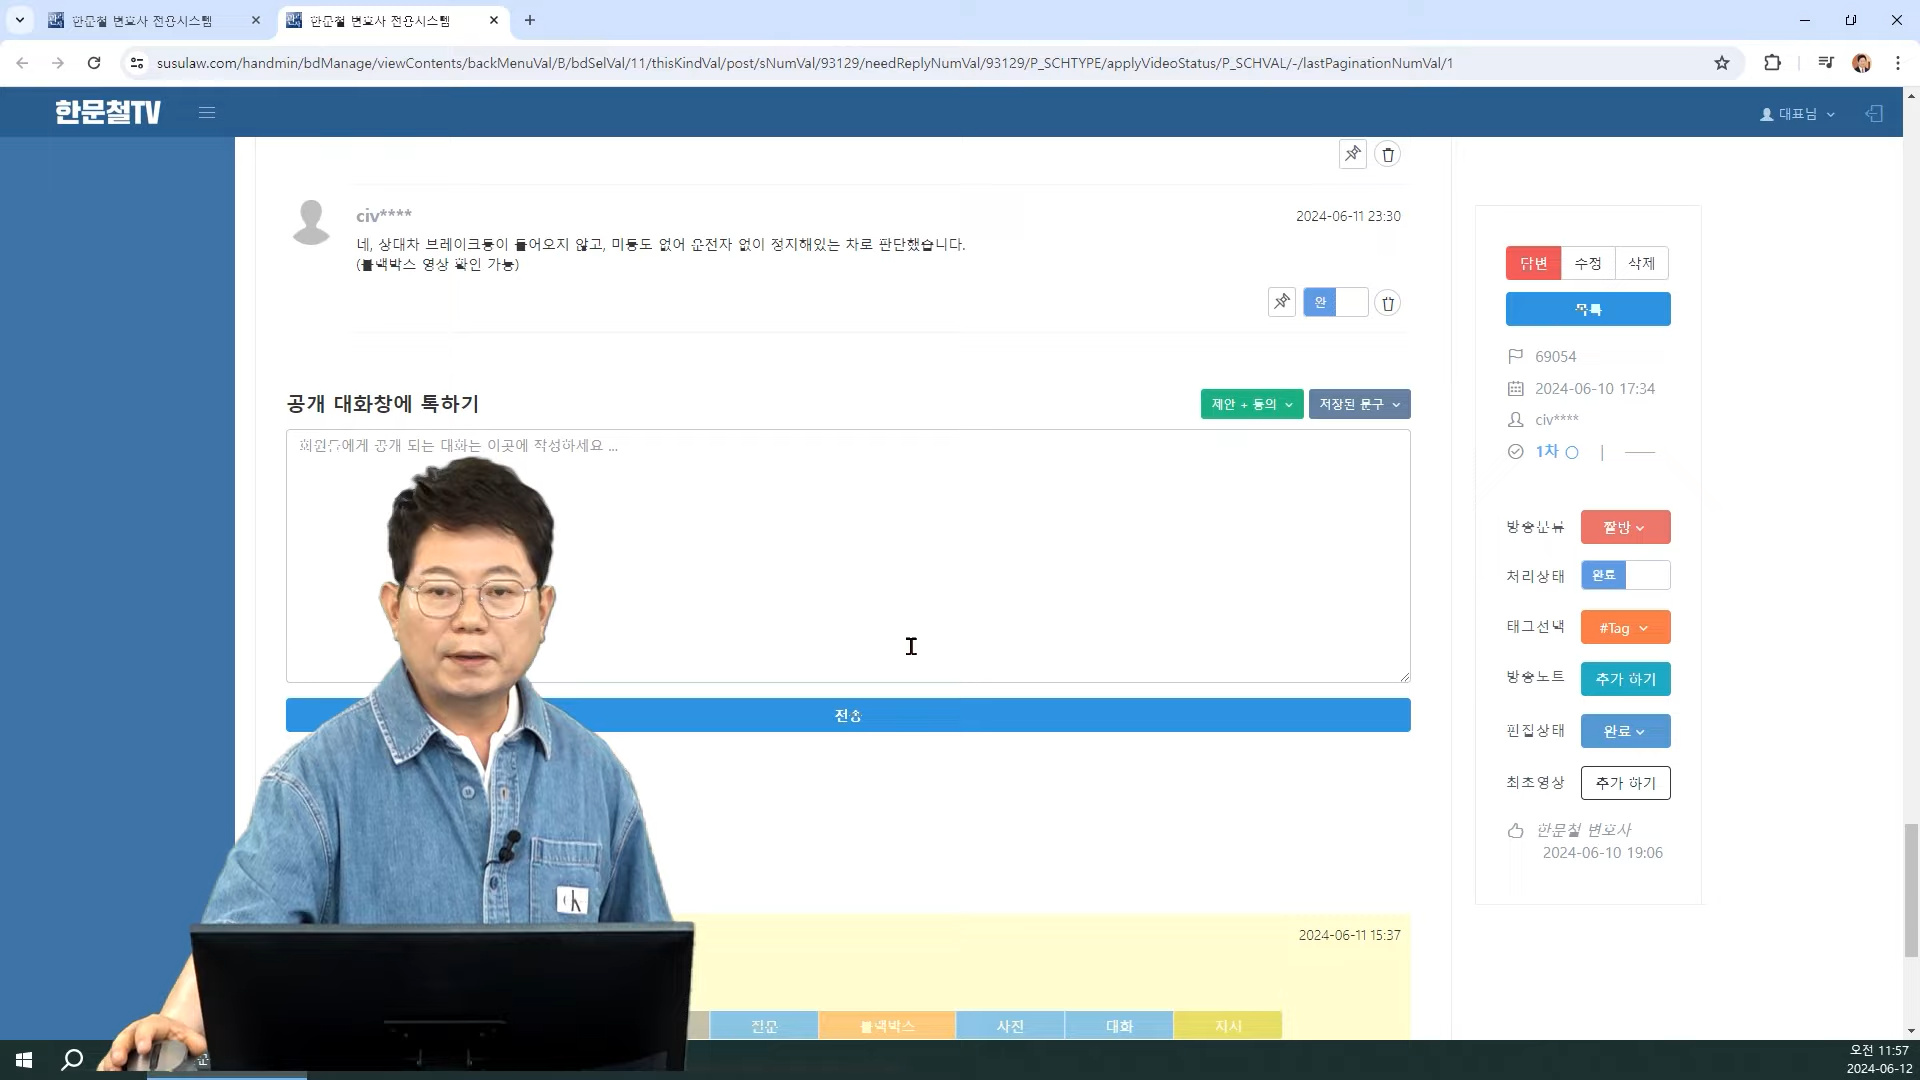 한문철 변호사 전용시스템
한문철 변호사 전용시스템
susulaw.com/handmin/bdManage/viewContents/backMenuVal/B/bdSelVal/11/thisKindVal/post/sNumVal/93129/needReplyNumVal/93129/P_SCHTYPE/applyVideoStatus/P_SCHVAL/-/lastPaginationNumVal/1
한문철TV
대표님
civ****
2024-06-11 23:30
네, 상대차 브레이크등이 들어오지 않고, 미등도 없어 운전자 없이 정지해있는 차로 판단했습니다.
(블랙박스 영상 확인 가능)
완
답변 수정 삭제
목록
69054
2024-06-10 17:34
civ****
1차
공개 대화창에 톡하기
제안 + 동의
저장된 문구
회원들에게 공개 되는 대화는 이곳에 작성하세요 ...
전송
방송분류 짤방
처리상태 완료
태그선택 #Tag
방송노트 추가 하기
편집상태 완료
최초영상 추가 하기
한문철 변호사
2024-06-10 19:06
2024-06-11 15:37
질문 블랙박스 사진 대화 지시
오전 11:57
2024-06-12